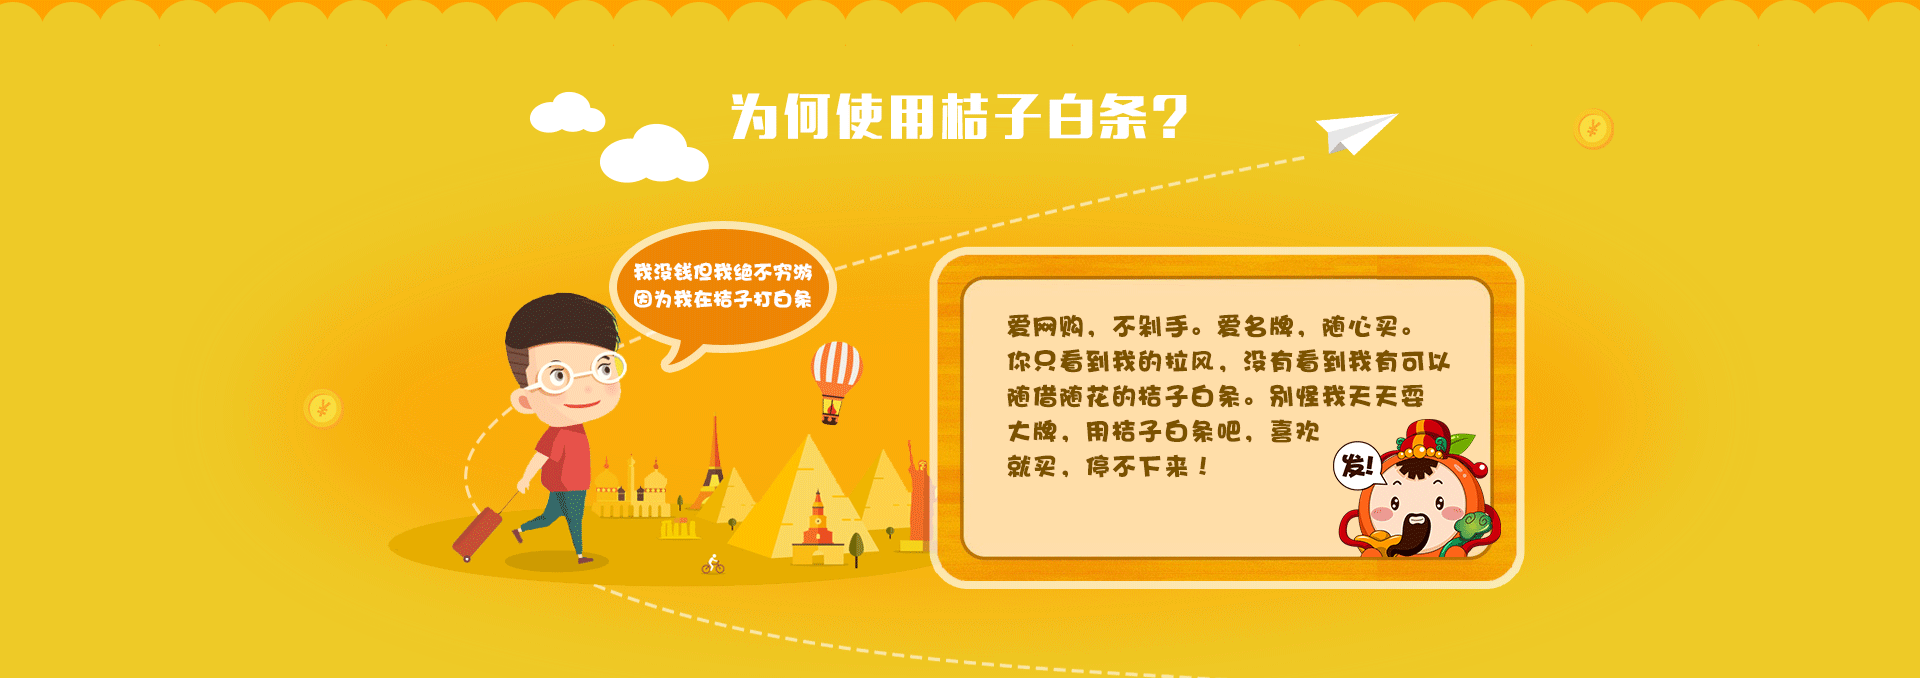 为何使用桔子白条?
我没钱但我绝不穷游
因为我在桔子打白条
爱网购，不剁手。爱名牌，随心买。
你只看到我的拉风，没有看到我有可以
随借随花的桔子白条。别怪我天天耍
大牌，用桔子白条吧，喜欢
就买，停不下来！
发!